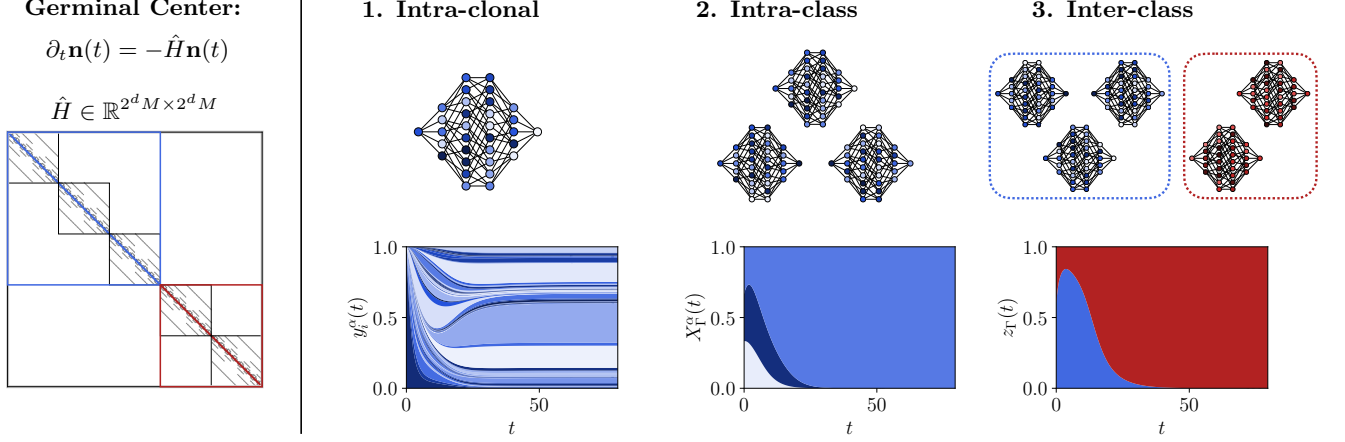 Germinal Center:
∂ₜ𝐧(t) = −Ĥ𝐧(t)
Ĥ ∈ ℝ^{2^d M×2^d M}
1. Intra-clonal
2. Intra-class
3. Inter-class
y_i^α(t)
1.0
0.5
0.0
0
50
t
X_Γ^α(t)
1.0
0.5
0.0
0
50
t
z_Γ(t)
1.0
0.5
0.0
0
50
t